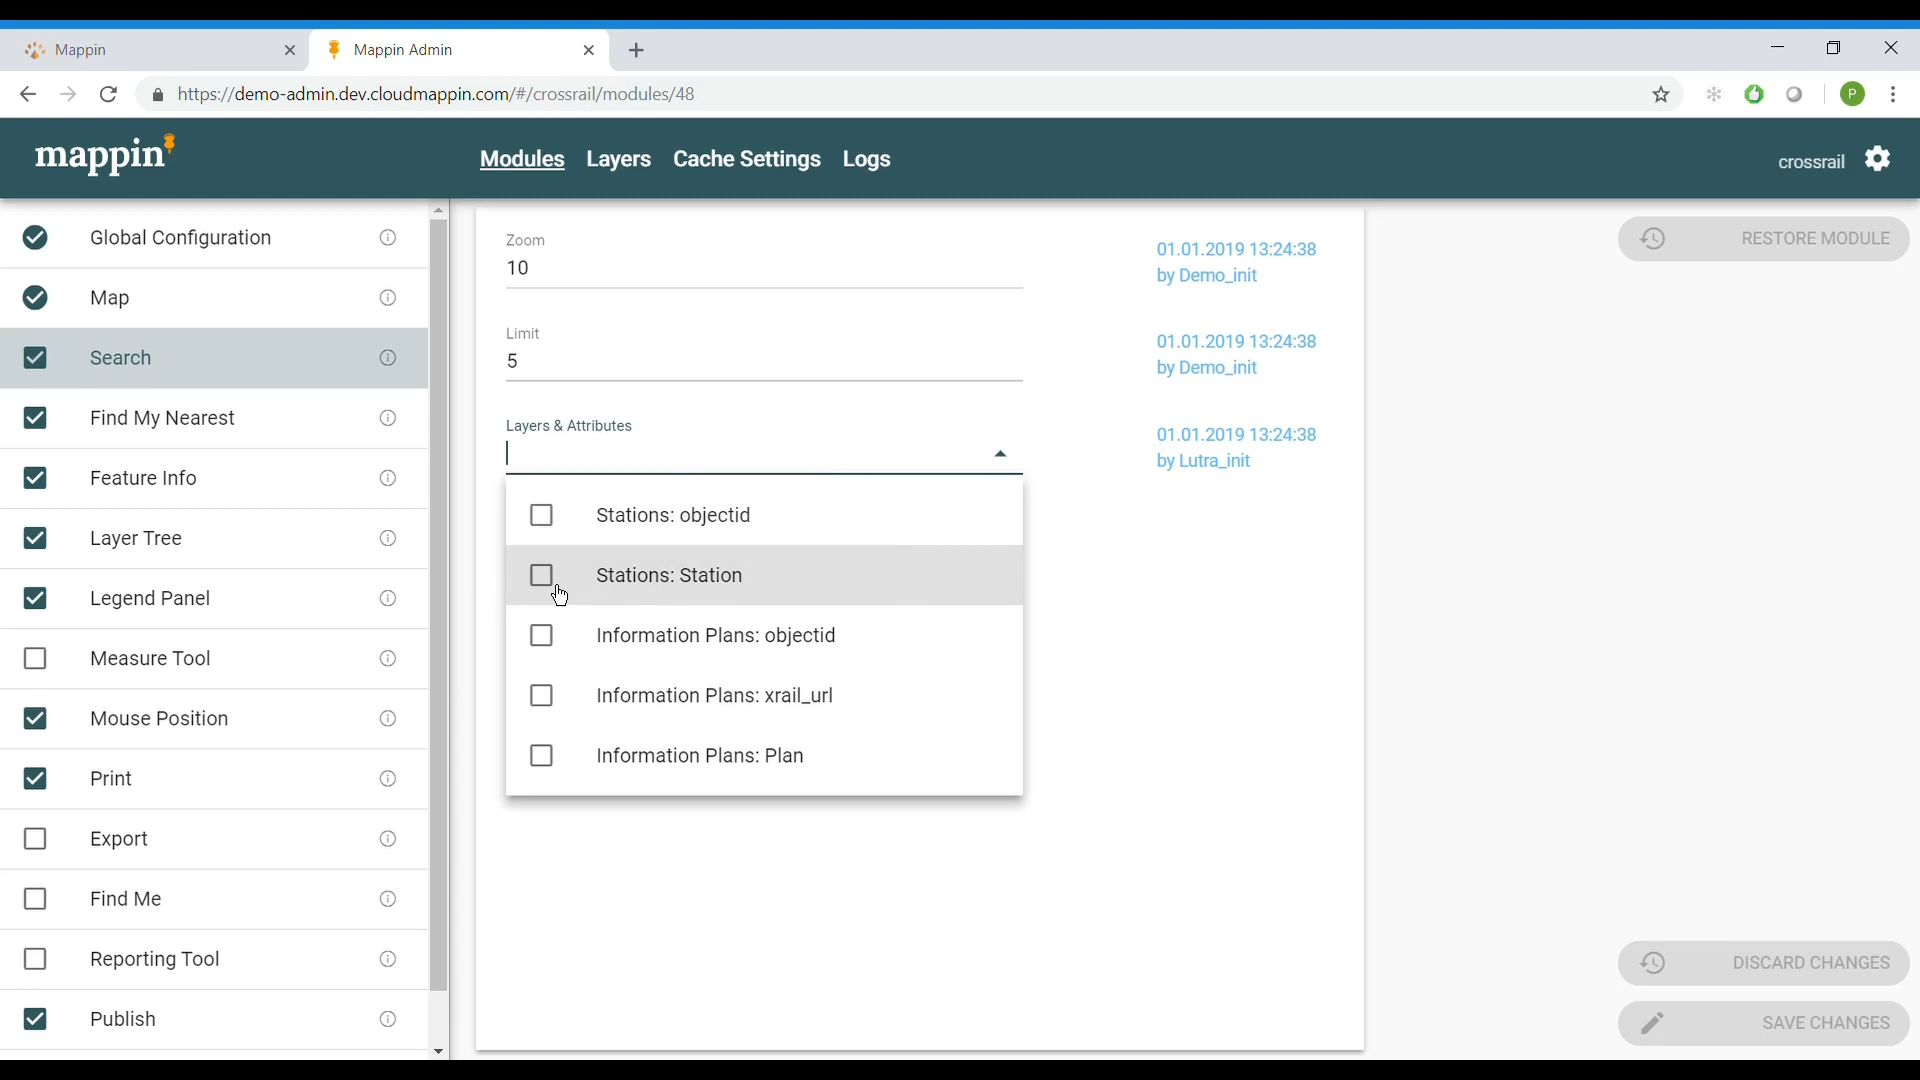 Mappin
Mappin Admin
https://demo-admin.dev.cloudmappin.com/#/crossrail/modules/48
P
mappin
Modules Layers Cache Settings Logs
crossrail
Global Configuration
Map
Search
Find My Nearest
Feature Info
Layer Tree
Legend Panel
Measure Tool
Mouse Position
Print
Export
Find Me
Reporting Tool
Publish
Zoom
10
01.01.2019 13:24:38
by Demo_init
Limit
5
01.01.2019 13:24:38
by Demo_init
Layers & Attributes
01.01.2019 13:24:38
by Lutra_init
Stations: objectid
Stations: Station
Information Plans: objectid
Information Plans: xrail_url
Information Plans: Plan
RESTORE MODULE
DISCARD CHANGES
SAVE CHANGES